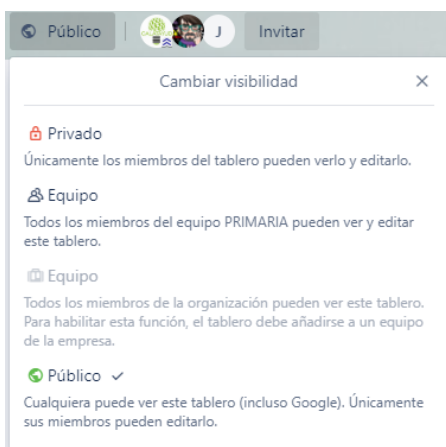 Público
J
Invitar
Cambiar visibilidad
Privado
Únicamente los miembros del tablero pueden verlo y editarlo.
Equipo
Todos los miembros del equipo PRIMARIA pueden ver y editar
este tablero.
Equipo
Todos los miembros de la organización pueden ver este tablero.
Para habilitar esta función, el tablero debe añadirse a un equipo
de la empresa.
Público
Cualquiera puede ver este tablero (incluso Google). Únicamente
sus miembros pueden editarlo.